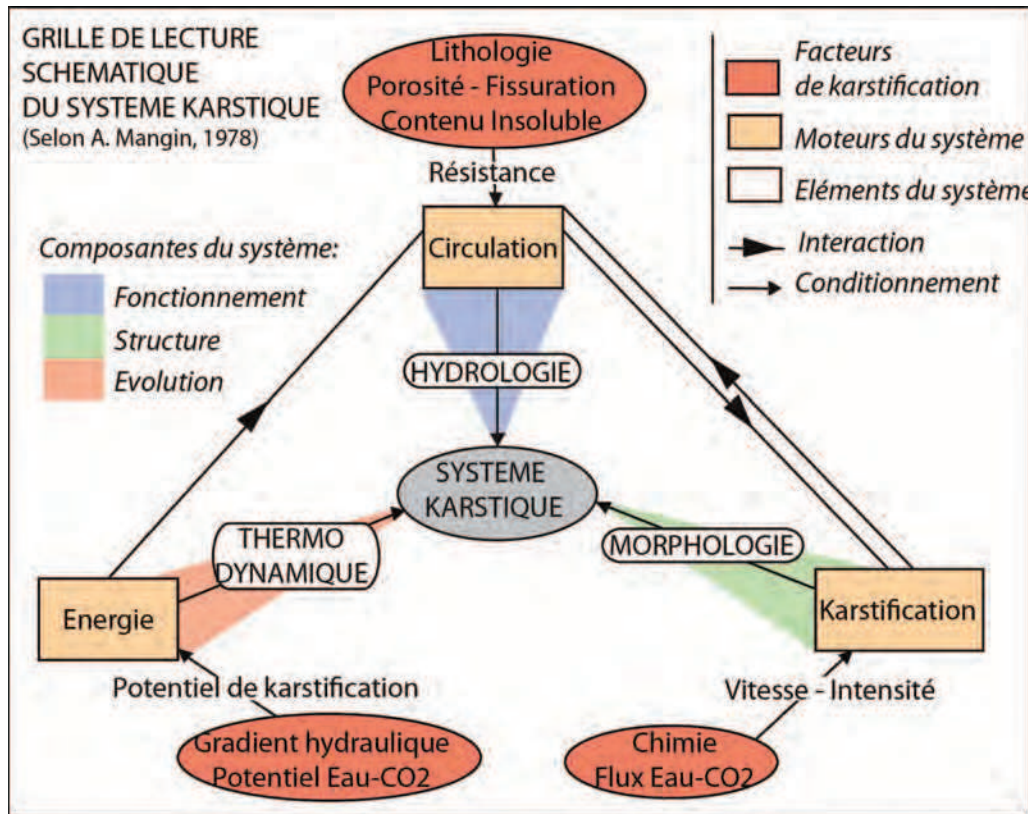 GRILLE DE LECTURE
SCHEMATIQUE
DU SYSTEME KARSTIQUE
(Selon A. Mangin, 1978)
Lithologie
Porosité - Fissuration
Contenu Insoluble
Facteurs
de karstification
Moteurs du système
Eléments du système
Interaction
Conditionnement
Résistance
Circulation
Composantes du système:
Fonctionnement
Structure
Evolution
HYDROLOGIE
SYSTEME
KARSTIQUE
THERMO
DYNAMIQUE
MORPHOLOGIE
Energie
Karstification
Potentiel de karstification
Vitesse - Intensité
Gradient hydraulique
Potentiel Eau-CO2
Chimie
Flux Eau-CO2